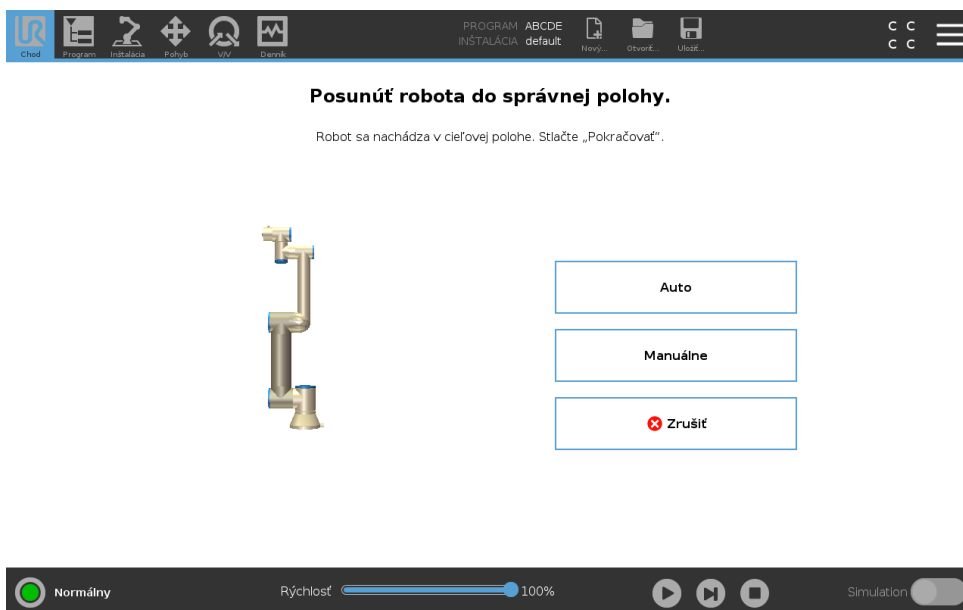 UR
Chod
Program
Inštalácia
Pohyb
V/V
Denník
PROGRAM ABCDE
INŠTALÁCIA default
Nový...
Otvoriť...
Uložiť...
C C
C C
Posunúť robota do správnej polohy.
Robot sa nachádza v cieľovej polohe. Stlačte „Pokračovať”.
Auto
Manuálne
Zrušiť
Normálny
Rýchlosť
100%
Simulation